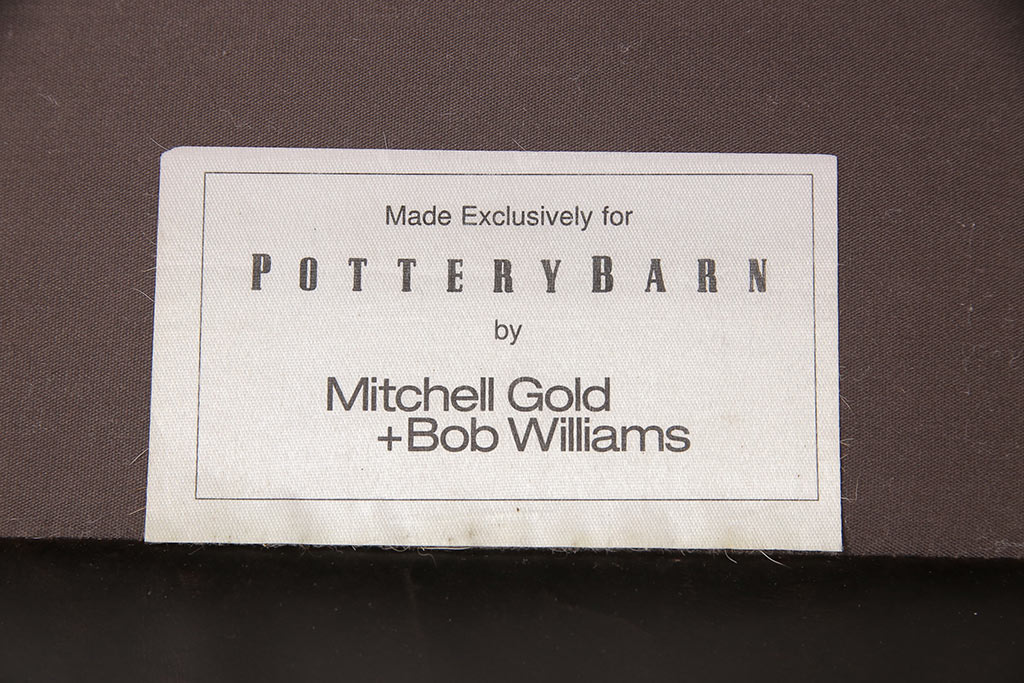 Made Exclusively for
POTTERYBARN
by
Mitchell Gold
+Bob Williams